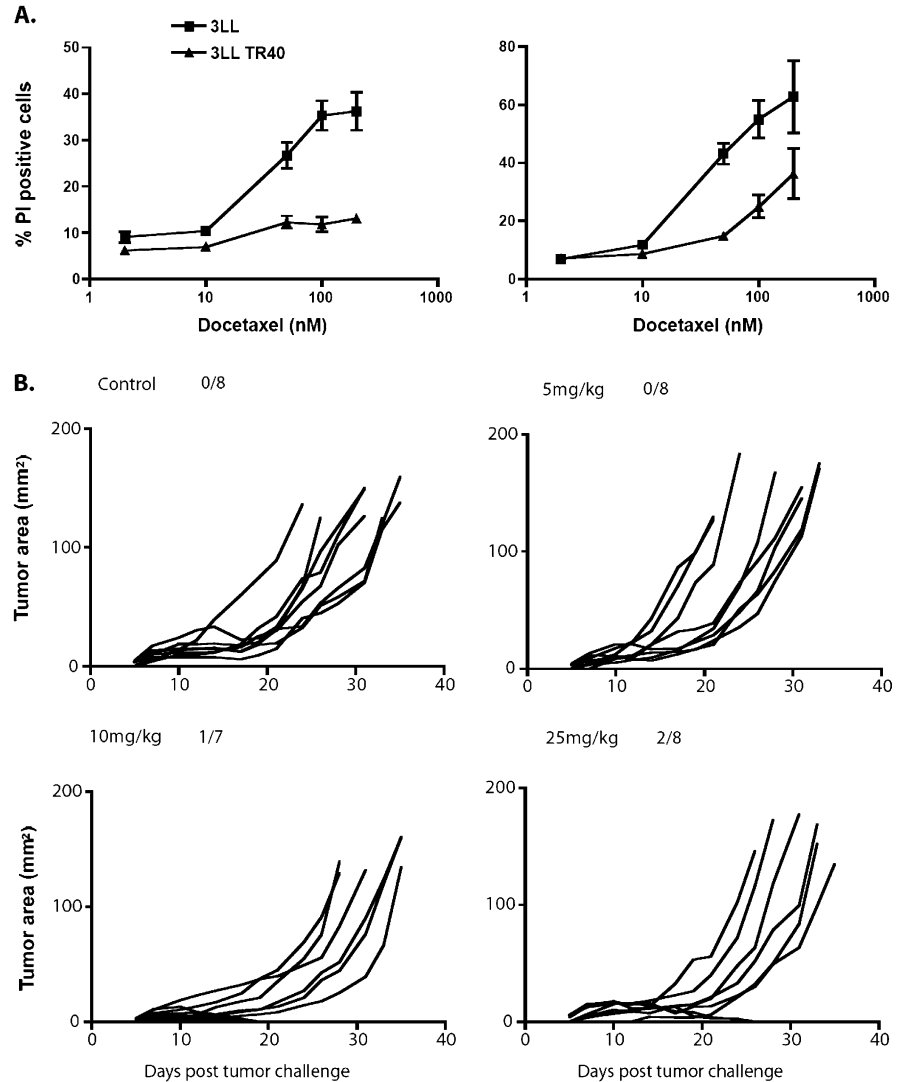 A.
3LL
3LL TR40
50
40
30
20
10
0
% PI positive cells
1 10 100 1000
Docetaxel (nM)
80
60
40
20
0
1 10 100 1000
Docetaxel (nM)
B.
Control 0/8
200
100
0
Tumor area (mm²)
0 10 20 30 40
5mg/kg 0/8
200
100
0
0 10 20 30 40
10mg/kg 1/7
200
100
0
Tumor area (mm²)
0 10 20 30 40
Days post tumor challenge
25mg/kg 2/8
200
100
0
0 10 20 30 40
Days post tumor challenge